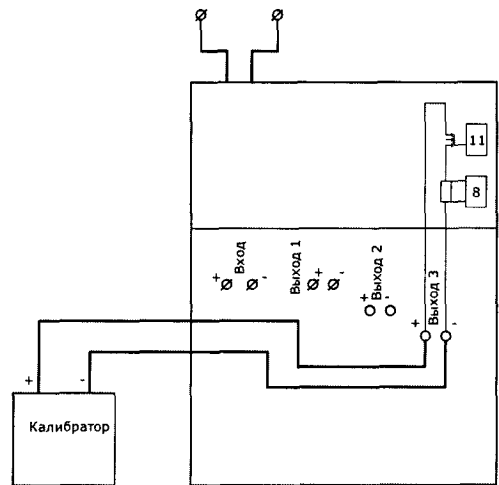 11
8
+ Вход -
Выход 1 + -
+ Выход 2 -
+ Выход 3 -
+ -
Калибратор